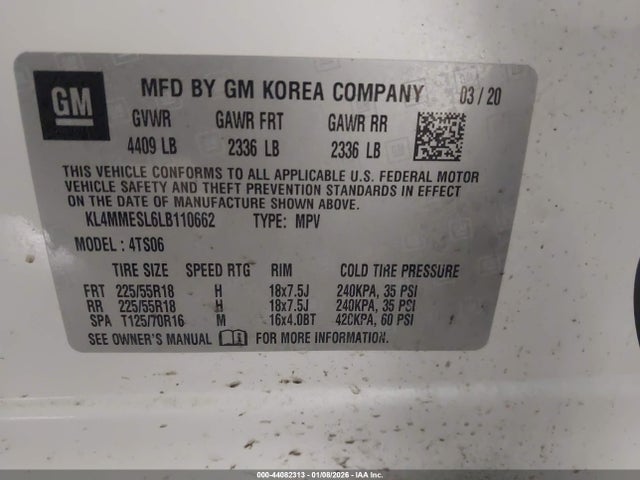 GM
MFD BY GM KOREA COMPANY 03/20
GVWR GAWR FRT GAWR RR
4409 LB 2336 LB 2336 LB
THIS VEHICLE CONFORMS TO ALL APPLICABLE U.S. FEDERAL MOTOR
VEHICLE SAFETY AND THEFT PREVENTION STANDARDS IN EFFECT
ON THE DATE OF MANUFACTURE SHOWN ABOVE.
KL4MMESL6LB110662 TYPE: MPV
MODEL: 4TS06
TIRE SIZE SPEED RTG RIM COLD TIRE PRESSURE
FRT 225/55R18 H 18x7.5J 240KPA, 35 PSI
RR 225/55R18 H 18x7.5J 240KPA, 35 PSI
SPA T125/70R16 M 16x4.0BT 420KPA, 60 PSI
SEE OWNER'S MANUAL FOR MORE INFORMATION.
000-44082313 - 01/08/2026 - IAA Inc.